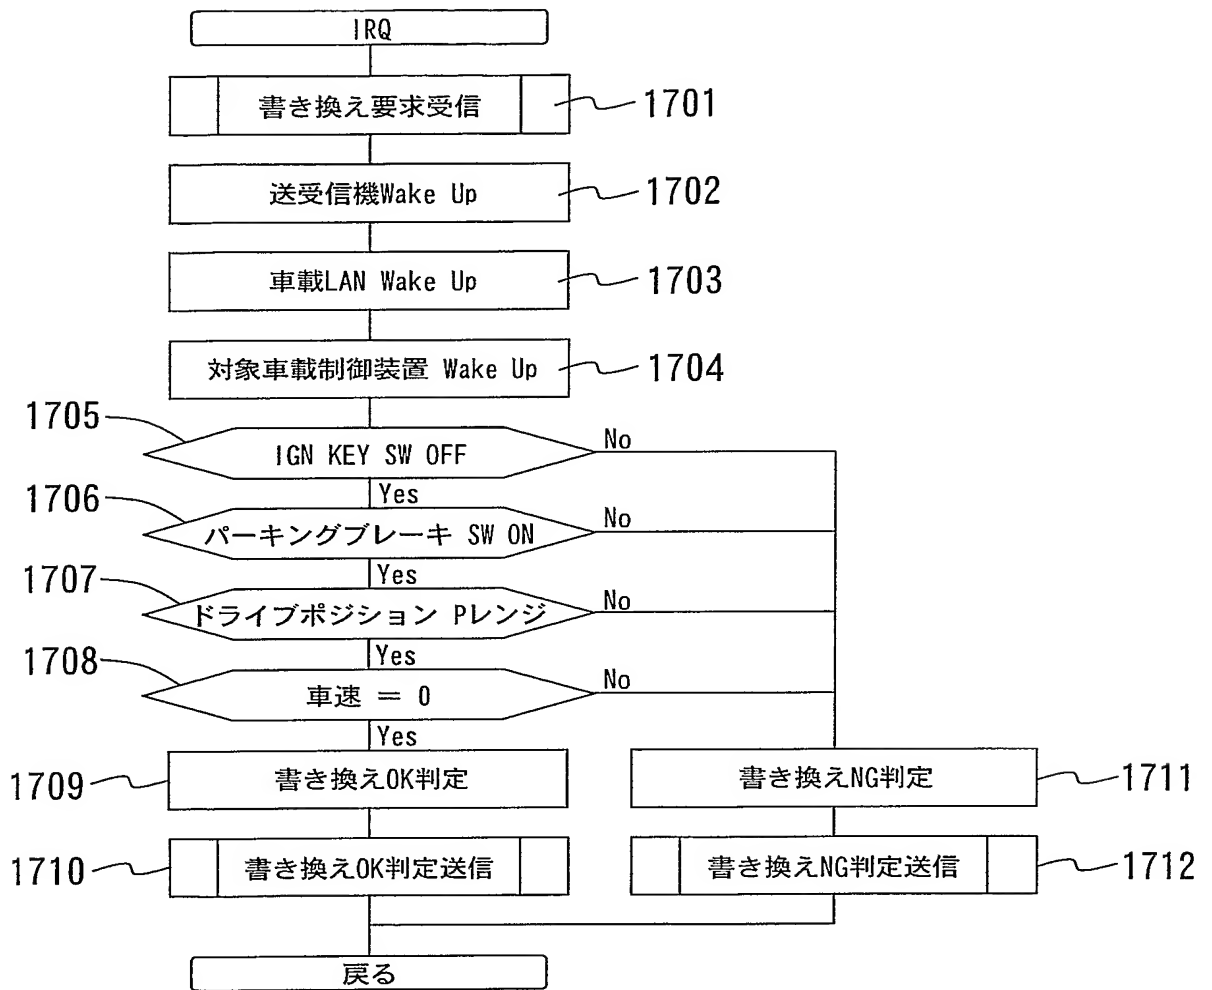 IRQ
書き換え要求受信 1701
送受信機Wake Up 1702
車載LAN Wake Up 1703
対象車載制御装置 Wake Up 1704
1705 IGN KEY SW OFF No
Yes
1706 パーキングブレーキ SW ON No
Yes
1707 ドライブポジション Pレンジ No
Yes
1708 車速 = 0 No
Yes
1709 書き換えOK判定 書き換えNG判定 1711
1710 書き換えOK判定送信 書き換えNG判定送信 1712
戻る